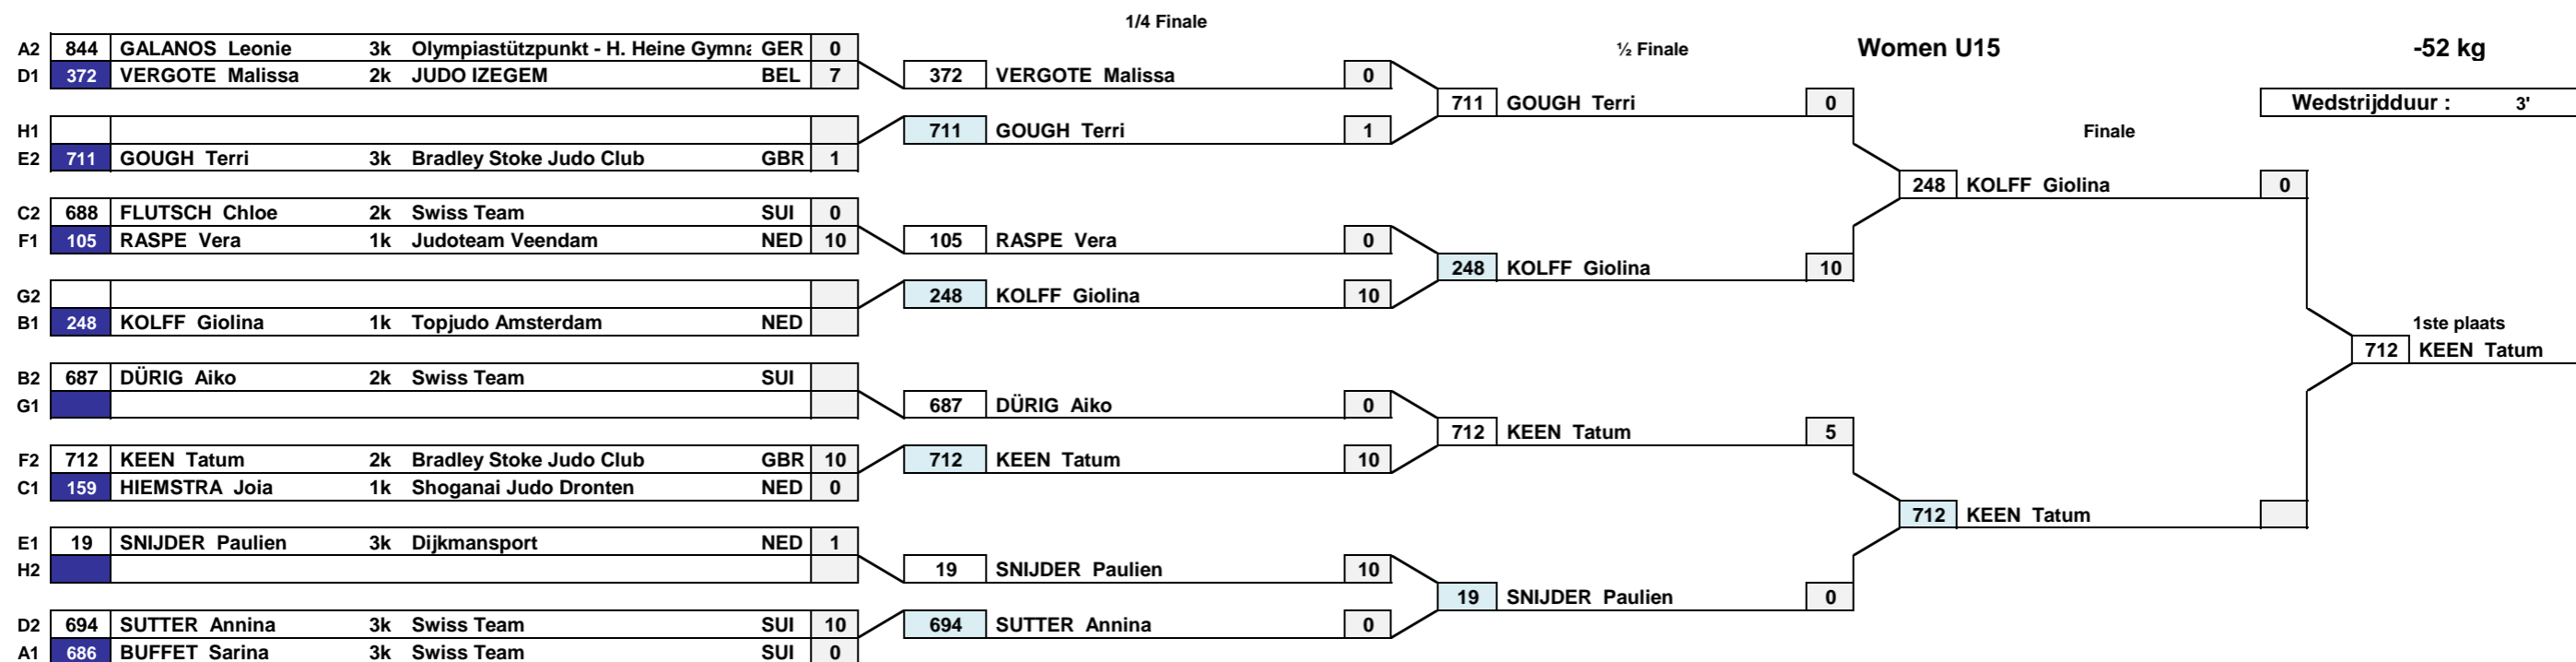 1/4 Finale
A2 844 GALANOS Leonie 3k Olympiastützpunkt - H. Heine Gymna GER 0 ½ Finale Women U15 -52 kg
D1 372 VERGOTE Malissa 2k JUDO IZEGEM BEL 7 372 VERGOTE Malissa 0
711 GOUGH Terri 0 Wedstrijdduur : 3'
H1 711 GOUGH Terri 1 Finale
E2 711 GOUGH Terri 3k Bradley Stoke Judo Club GBR 1
248 KOLFF Giolina 0
C2 688 FLUTSCH Chloe 2k Swiss Team SUI 0
F1 105 RASPE Vera 1k Judoteam Veendam NED 10 105 RASPE Vera 0
248 KOLFF Giolina 10
G2 248 KOLFF Giolina 10
B1 248 KOLFF Giolina 1k Topjudo Amsterdam NED 1ste plaats
712 KEEN Tatum
B2 687 DÜRIG Aiko 2k Swiss Team SUI
G1 687 DÜRIG Aiko 0
712 KEEN Tatum 5
F2 712 KEEN Tatum 2k Bradley Stoke Judo Club GBR 10 712 KEEN Tatum 10
C1 159 HIEMSTRA Joia 1k Shoganai Judo Dronten NED 0
712 KEEN Tatum
E1 19 SNIJDER Paulien 3k Dijkmansport NED 1
H2 19 SNIJDER Paulien 10
19 SNIJDER Paulien 0
D2 694 SUTTER Annina 3k Swiss Team SUI 10 694 SUTTER Annina 0
A1 686 BUFFET Sarina 3k Swiss Team SUI 0